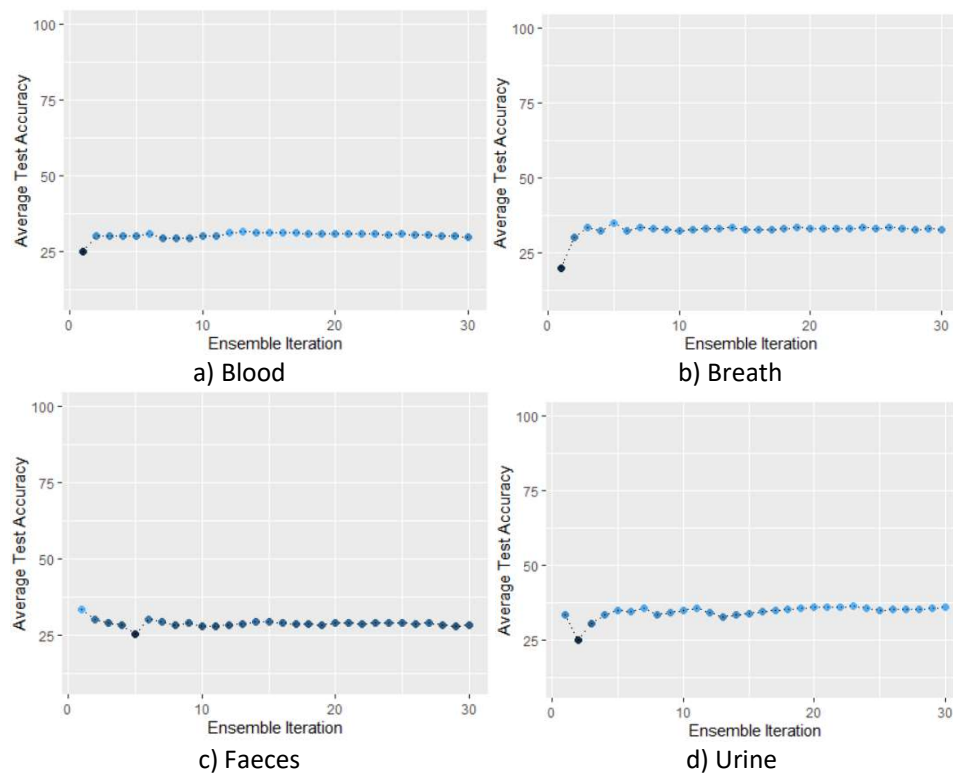 100
75
50
25
Average Test Accuracy
0 10 20 30
Ensemble Iteration
a) Blood
100
75
50
25
Average Test Accuracy
0 10 20 30
Ensemble Iteration
b) Breath
100
75
50
25
Average Test Accuracy
0 10 20 30
Ensemble Iteration
c) Faeces
100
75
50
25
Average Test Accuracy
0 10 20 30
Ensemble Iteration
d) Urine